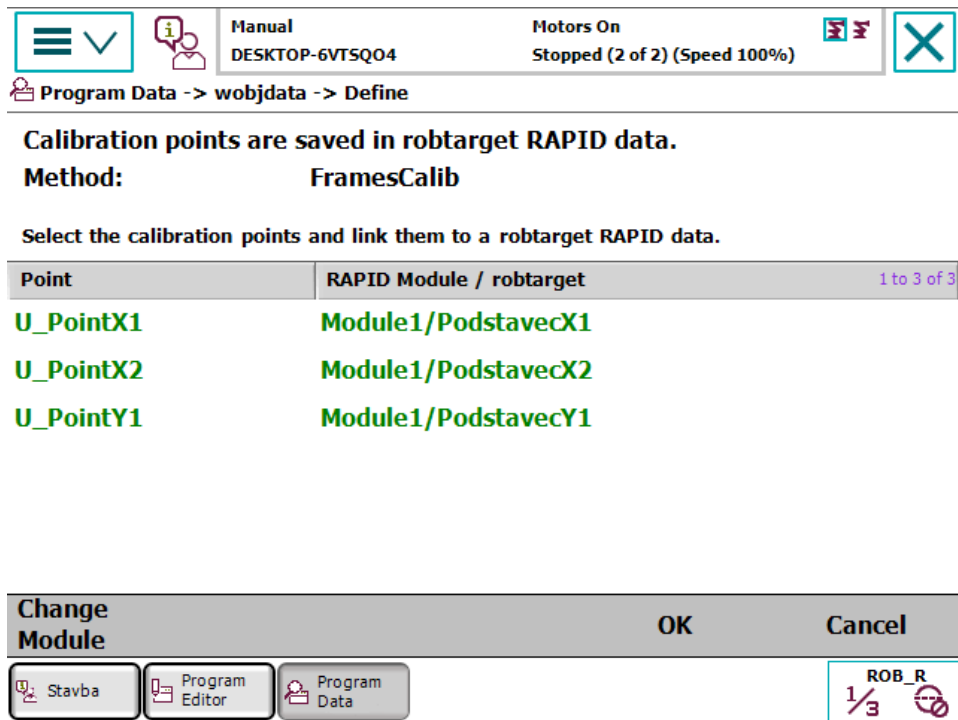 Manual
DESKTOP-6VTSQO4
Motors On
Stopped (2 of 2) (Speed 100%)
Program Data -> wobjdata -> Define
Calibration points are saved in robtarget RAPID data.
Method: FramesCalib
Select the calibration points and link them to a robtarget RAPID data.
Point RAPID Module / robtarget 1 to 3 of 3
U_PointX1 Module1/PodstavecX1
U_PointX2 Module1/PodstavecX2
U_PointY1 Module1/PodstavecY1
Change
Module
OK Cancel
Stavba
Program
Editor
Program
Data
ROB_R
1/3